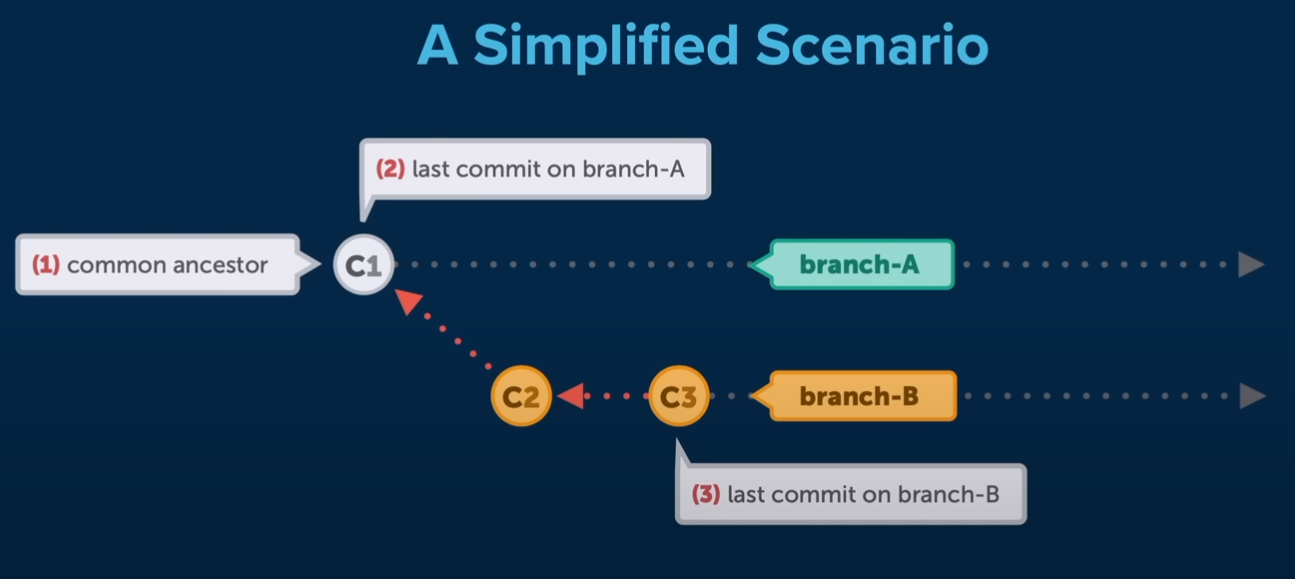 A Simplified Scenario
(2) last commit on branch-A
(1) common ancestor
C1
branch-A
C2
C3
branch-B
(3) last commit on branch-B